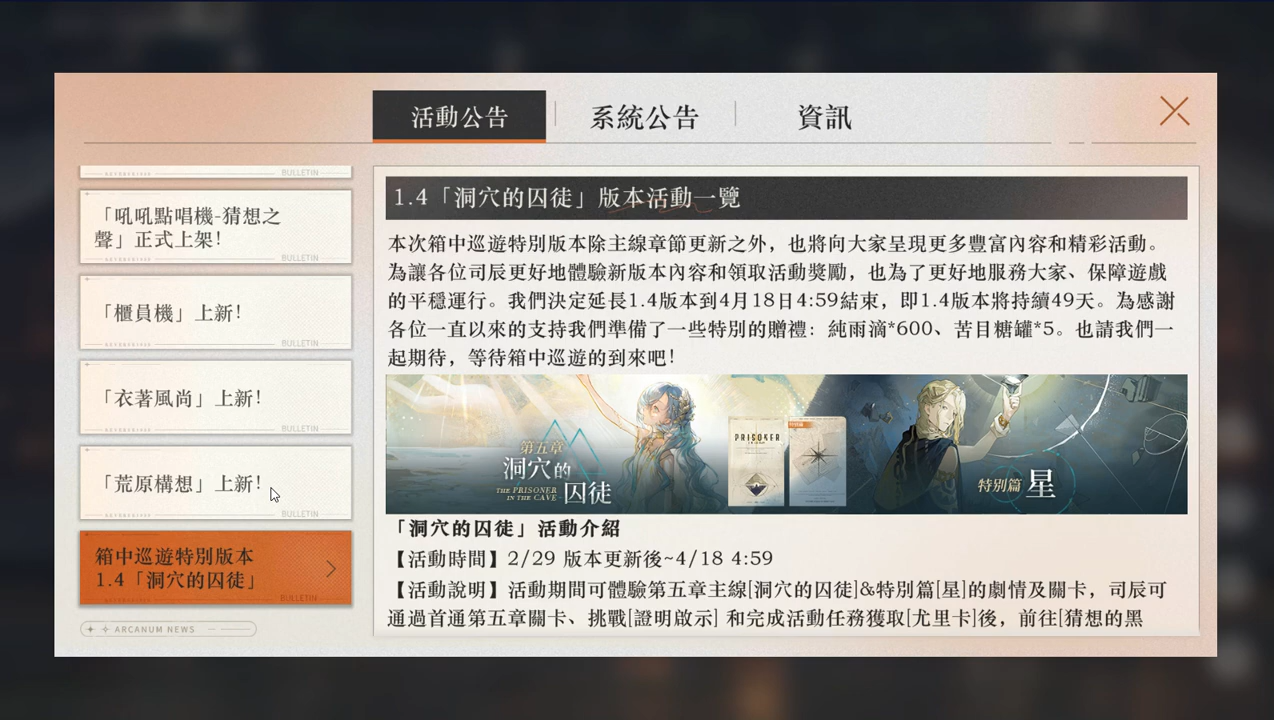 活動公告
系統公告
資訊
BULLETIN
「吼吼點唱機-猜想之
聲」正式上架!
BULLETIN
「櫃員機」上新!
BULLETIN
「衣著風尚」上新!
BULLETIN
「荒原構想」上新!
BULLETIN
箱中巡遊特別版本
1.4「洞穴的囚徒」
BULLETIN
ARCANUM NEWS
1.4「洞穴的囚徒」版本活動一覽
本次箱中巡遊特別版本除主線章節更新之外，也將向大家呈現更多豐富內容和精彩活動。
為讓各位司辰更好地體驗新版本內容和領取活動獎勵，也為了更好地服務大家、保障遊戲
的平穩運行。我們決定延長1.4版本到4月18日4:59結束，即1.4版本將持續49天。為感謝
各位一直以來的支持我們準備了一些特別的贈禮：純雨滴*600、苦目糖罐*5。也請我們一
起期待，等待箱中巡遊的到來吧!
第五章
洞穴的
囚徒
THE PRISONER
IN THE CAVE
PRISONER
特別篇
特別篇 星
「洞穴的囚徒」活動介紹
【活動時間】2/29 版本更新後~4/18 4:59
【活動說明】活動期間可體驗第五章主線[洞穴的囚徒]&特別篇[星]的劇情及關卡，司辰可
通過首通第五章關卡、挑戰[證明啟示] 和完成活動任務獲取[尤里卡]後，前往[猜想的黑